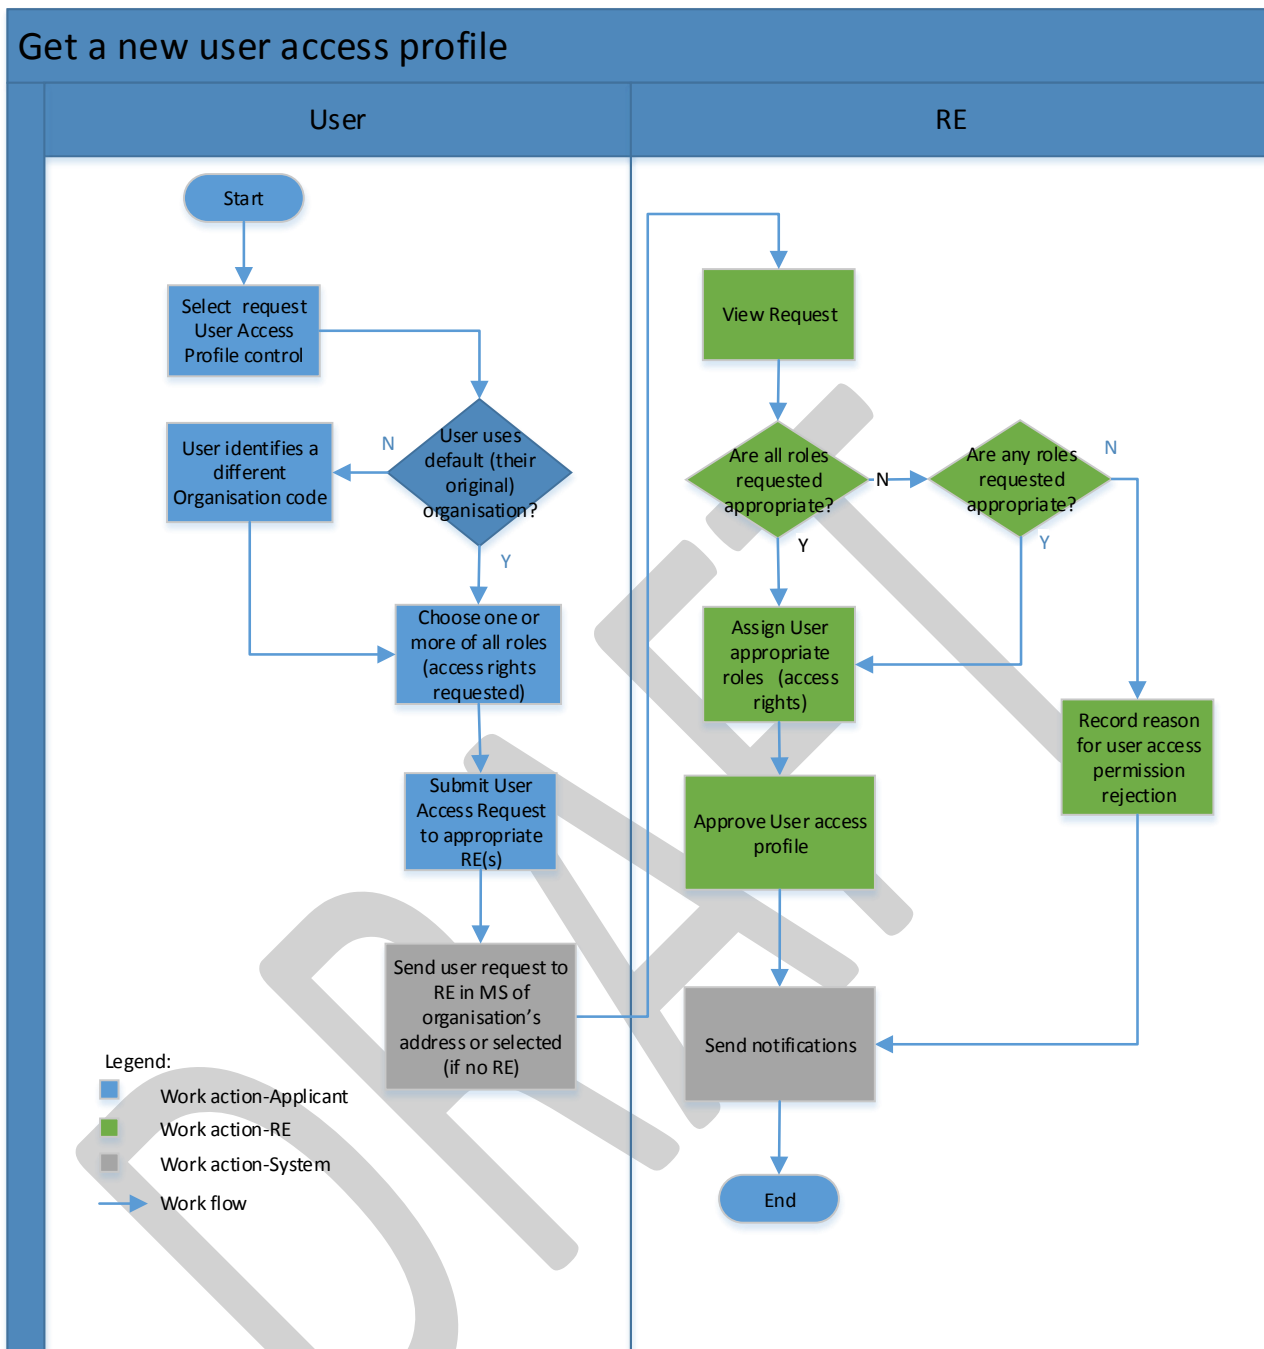 Get a new user access profile
User
RE
Start
Select request
User Access
Profile control
User uses
default (their
original)
organisation?
N
Y
User identifies a
different
Organisation code
Choose one or
more of all roles
(access rights
requested)
Submit User
Access Request
to appropriate
RE(s)
Send user request to
RE in MS of
organisation's
address or selected
(if no RE)
Legend:
Work action-Applicant
Work action-RE
Work action-System
Work flow
View Request
Are all roles
requested
appropriate?
N
Y
Are any roles
requested
appropriate?
N
Y
Assign User
appropriate
roles (access
rights)
Record reason
for user access
permission
rejection
Approve User access
profile
Send notifications
End
DRAFT